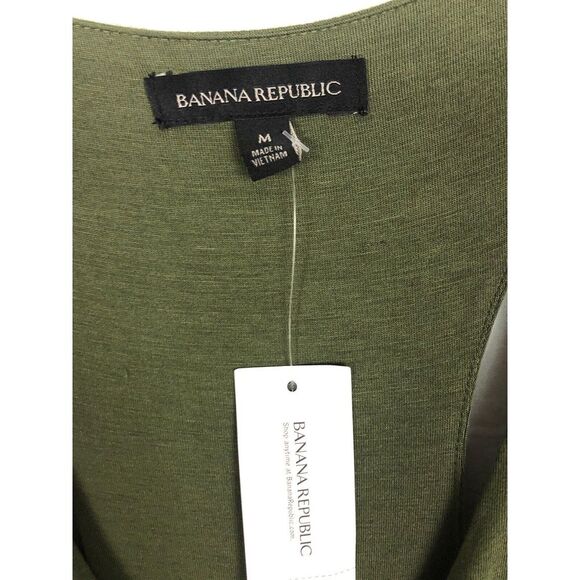 BANANA REPUBLIC
M
MADE IN
VIETNAM
BANANA REPUBLIC
Shop anytime at BananaRepublic.com.